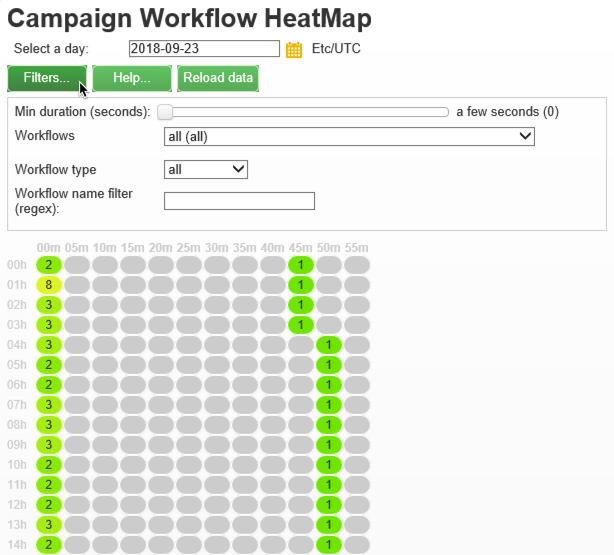 Campaign Workflow HeatMap
Select a day: 2018-09-23 Etc/UTC
Filters... Help... Reload data
Min duration (seconds): a few seconds (0)
Workflows all (all)
Workflow type all
Workflow name filter
(regex):
00m 05m 10m 15m 20m 25m 30m 35m 40m 45m 50m 55m
00h 2 1
01h 8 1
02h 3 1
03h 3 1
04h 3 1
05h 2 1
06h 2 1
07h 3 1
08h 3 1
09h 3 1
10h 2 1
11h 2 1
12h 2 1
13h 3 1
14h 2 1